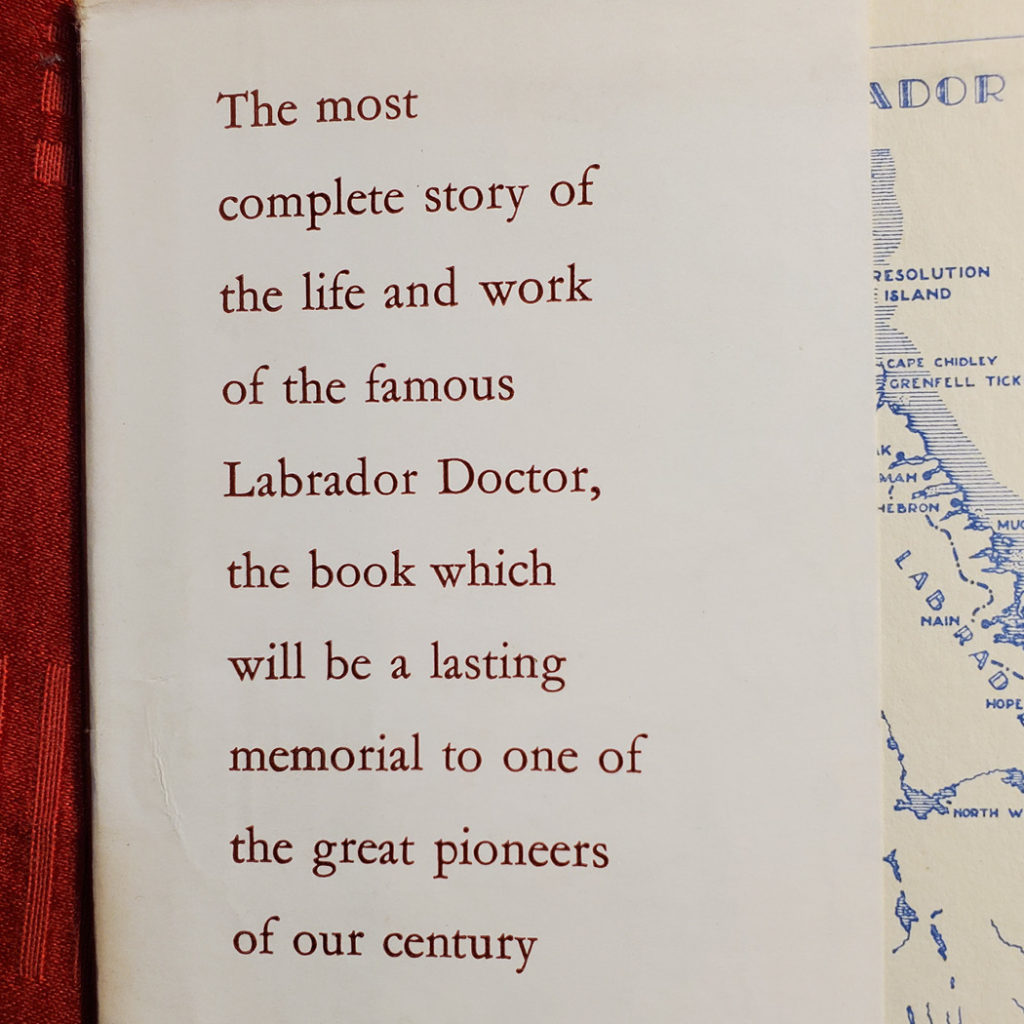 The most
complete story of
the life and work
of the famous
Labrador Doctor,
the book which
will be a lasting
memorial to one of
the great pioneers
of our century
ADOR
RESOLUTION
ISLAND
CAPE CHIDLEY
GRENFELL TICK
MAH
HEBRON
MUG
LABRAD
NAIN
HOPE
NORTH W